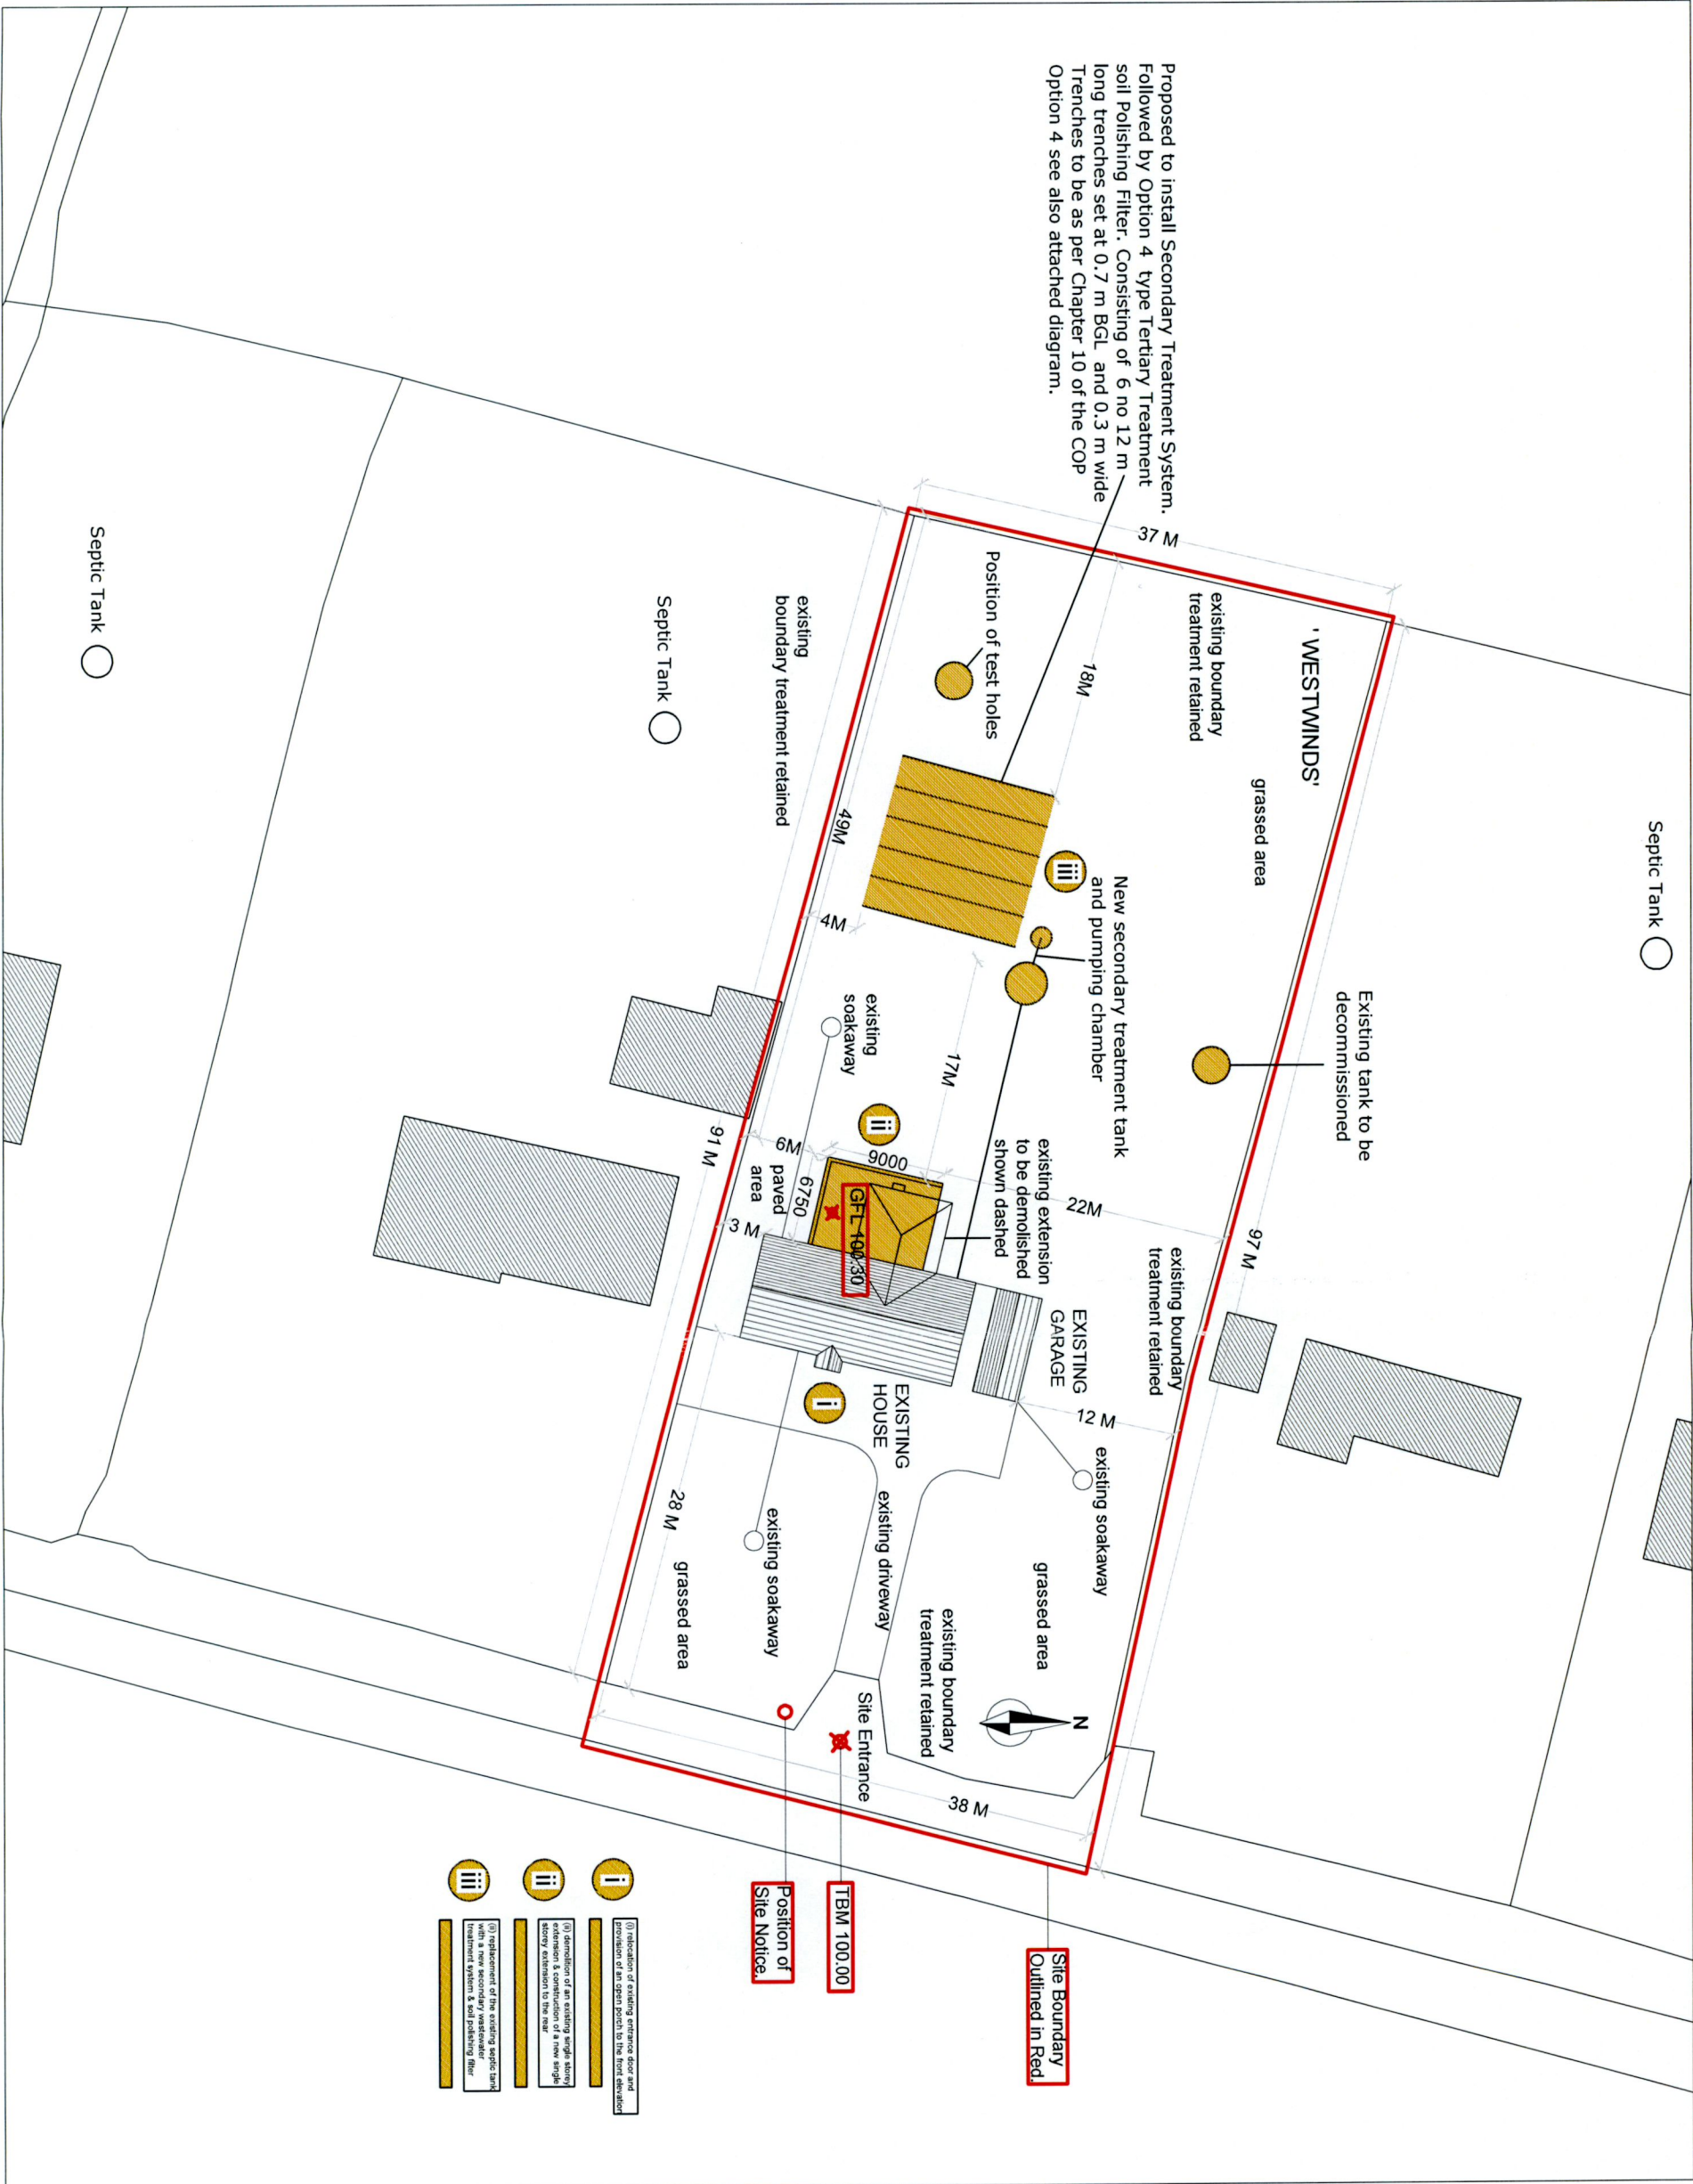 Proposed to install Secondary Treatment System.
Followed by Option 4 type Tertiary Treatment
soil Polishing Filter. Consisting of 6 no 12 m
long trenches set at 0.7 m BGL and 0.3 m wide
Trenches to be as per Chapter 10 of the COP
Option 4 see also attached diagram.
Septic Tank
Existing tank to be
decommissioned
'WESTWINDS'
grassed area
existing boundary
treatment retained
37 M
18M
97 M
New secondary treatment tank
and pumping chamber
iii
Position of test holes
49M
4M
17M
22M
existing
soakaway
ii
existing extension
to be demolished
shown dashed
existing boundary
treatment retained
EXISTING
GARAGE
12 M
existing soakaway
grassed area
existing boundary
treatment retained
N
9000
6M
6750
paved
area
3 M
GFL 100.30
EXISTING
HOUSE
i
existing driveway
Site Entrance
38 M
existing soakaway
28 M
grassed area
91 M
existing
boundary treatment retained
Septic Tank
Septic Tank
Site Boundary
Outlined in Red.
TBM 100.00
Position of
Site Notice.
i
(i) relocation of existing entrance door and
provision of an open porch to the front elevation
ii
(ii) demolition of an existing single storey
extension & construction of a new single
storey extension to the rear
iii
(iii) replacement of the existing septic tank
with a new secondary wastewater
treatment system & soil polishing filter